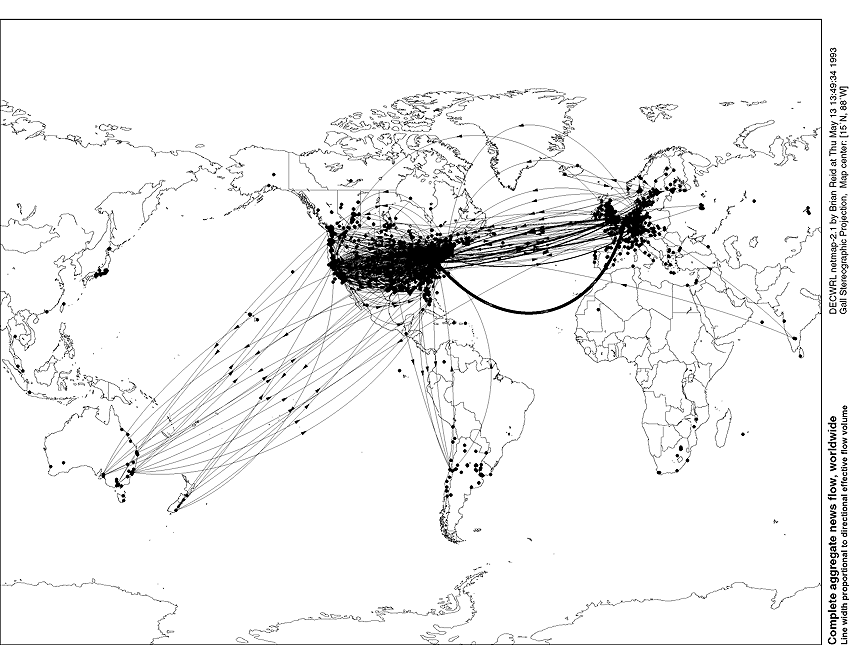 Complete aggregate news flow, worldwide
Line width proportional to directional effective flow volume
DECWRL netmap-2.1 by Brian Reid at Thu May 13 13:49:34 1993
Gall Stereographic Projection, Map center: [15°N, 88°W]